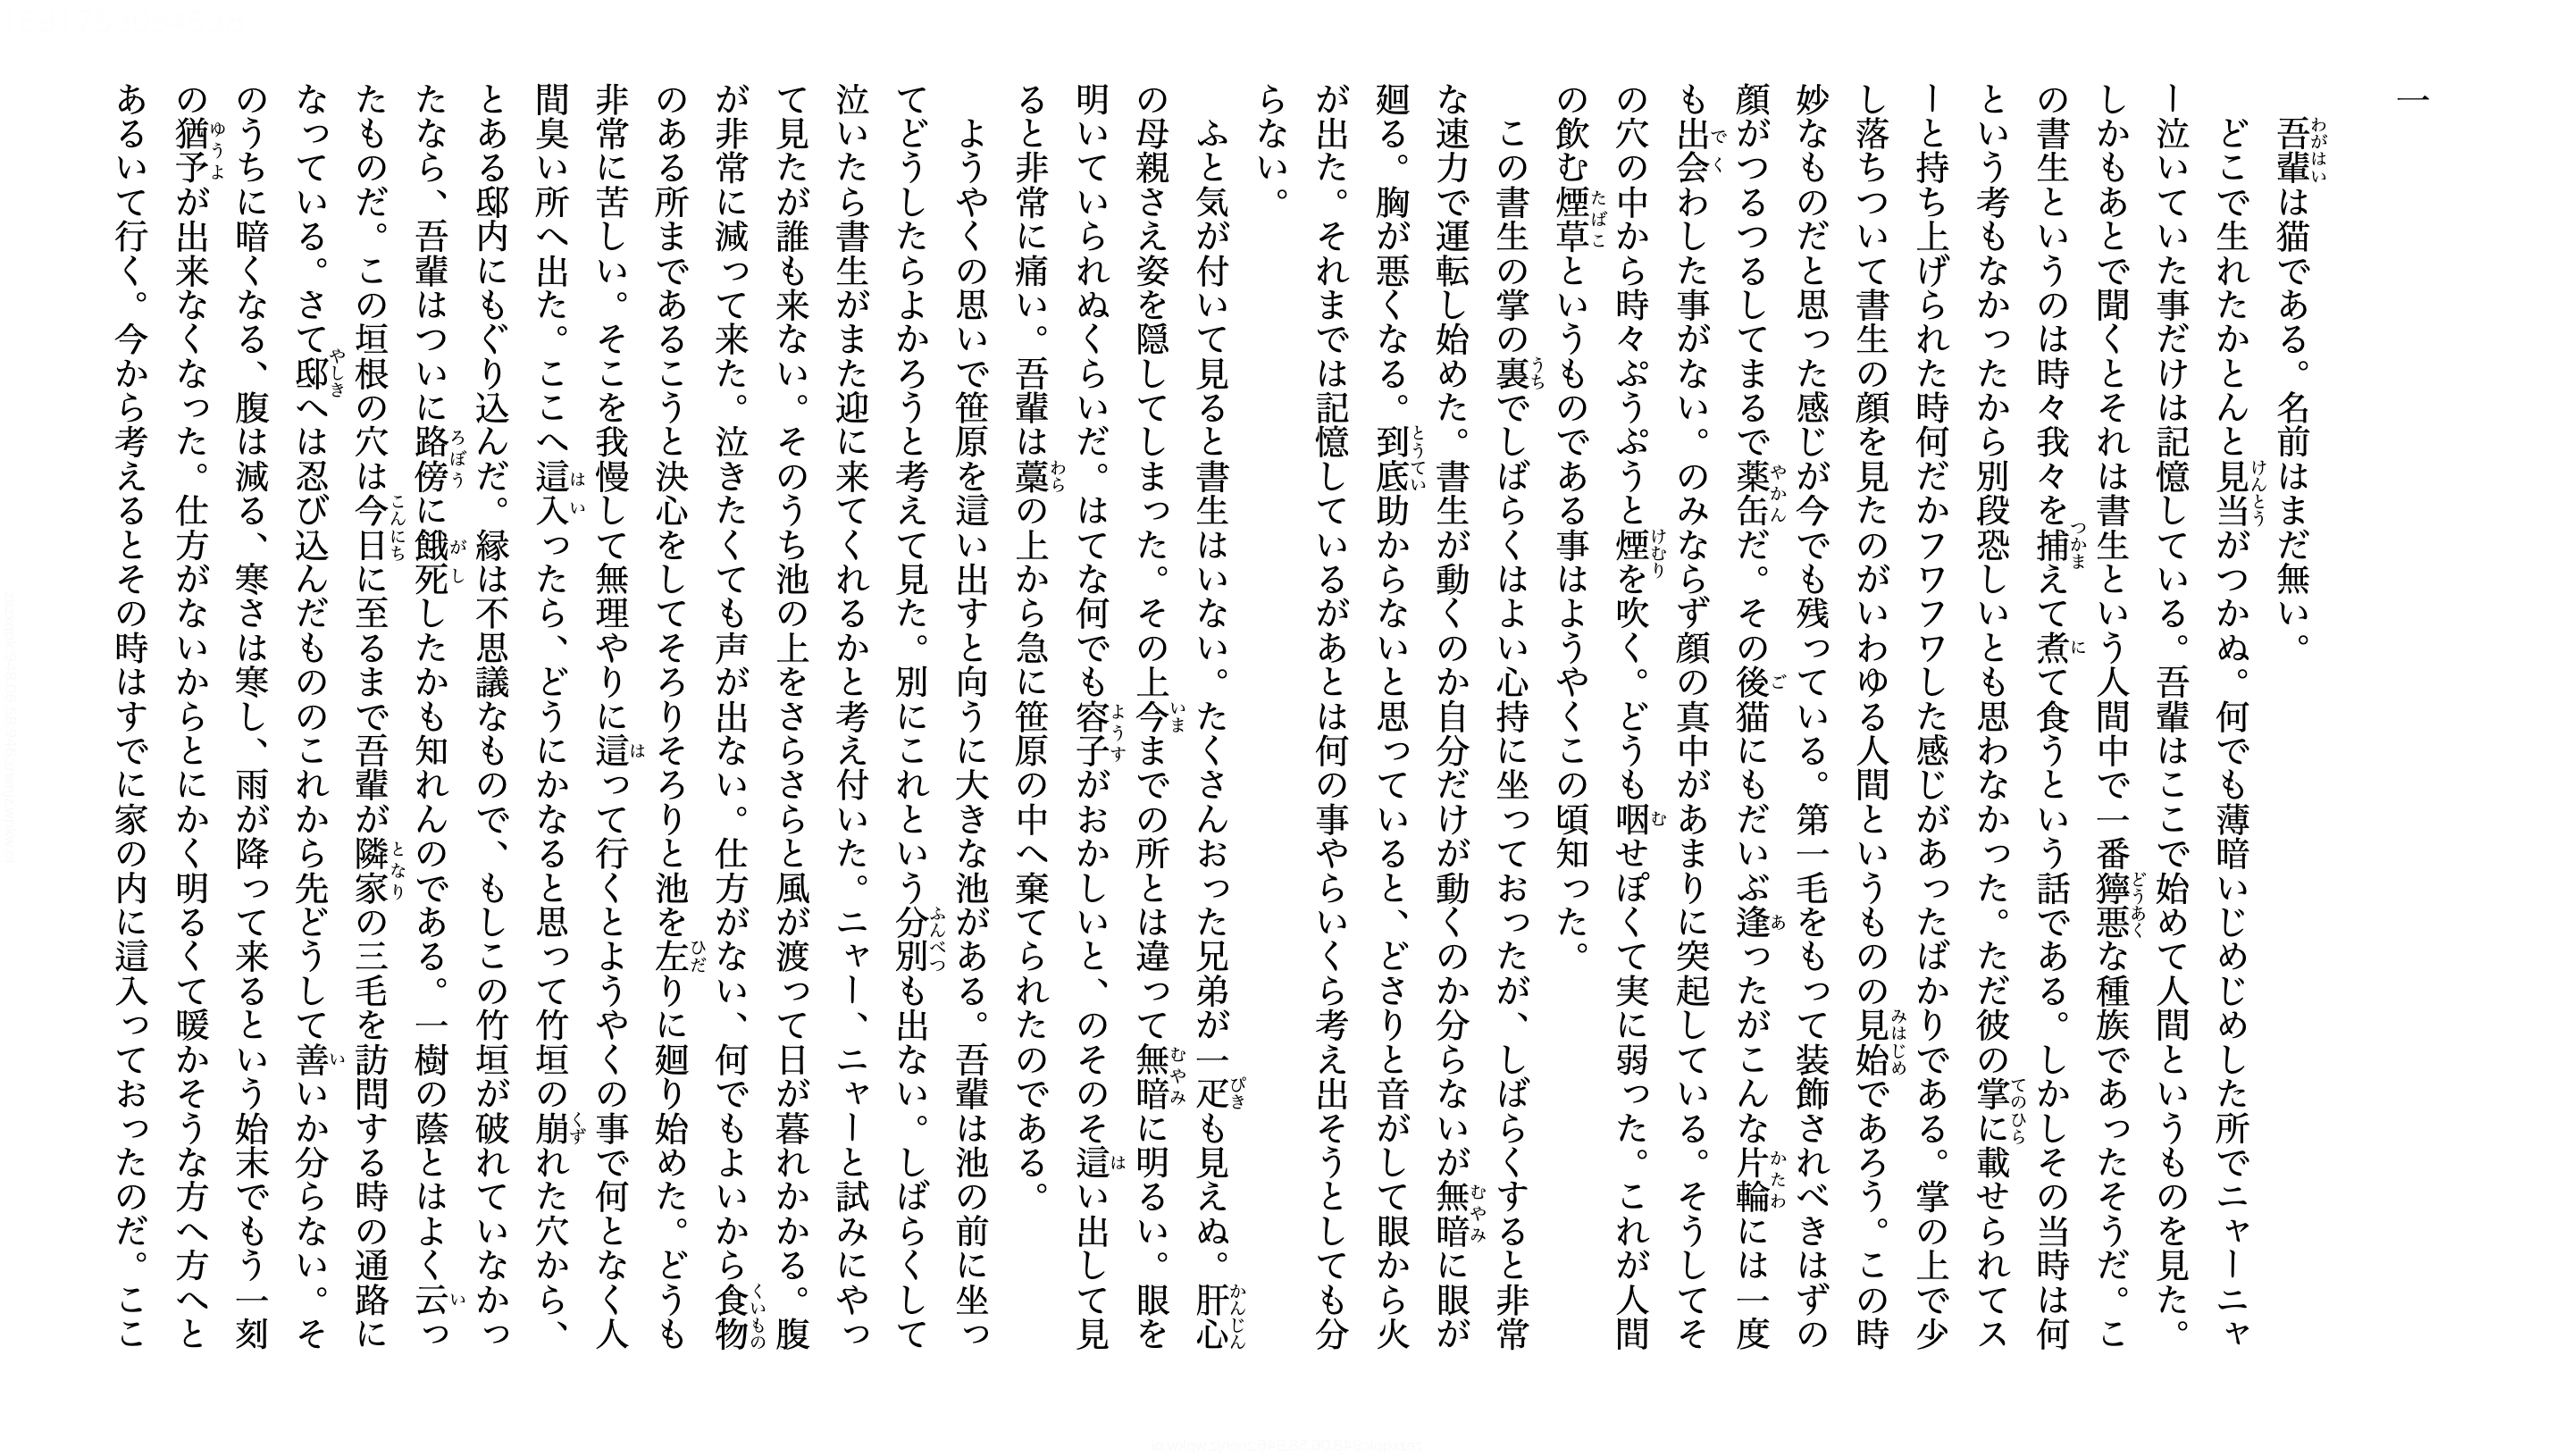 一
吾輩は猫である。名前はまだ無い。
どこで生れたかとんと見当がつかぬ。何でも薄暗いじめじめした所でニャーニャ
ー泣いていた事だけは記憶している。吾輩はここで始めて人間というものを見た。
しかもあとで聞くとそれは書生という人間中で一番獰悪な種族であったそうだ。こ
の書生というのは時々我々を捕えて煮て食うという話である。しかしその当時は何
という考もなかったから別段恐しいとも思わなかった。ただ彼の掌に載せられてス
ーと持ち上げられた時何だかフワフワした感じがあったばかりである。掌の上で少
し落ちついて書生の顔を見たのがいわゆる人間というものの見始であろう。この時
妙なものだと思った感じが今でも残っている。第一毛をもって装飾されべきはずの
顔がつるつるしてまるで薬缶だ。その後猫にもだいぶ逢ったがこんな片輪には一度
も出会わした事がない。のみならず顔の真中があまりに突起している。そうしてそ
の穴の中から時々ぷうぷうと煙を吹く。どうも咽せぽくて実に弱った。これが人間
の飲む煙草というものである事はようやくこの頃知った。
この書生の掌の裏でしばらくはよい心持に坐っておったが、しばらくすると非常
な速力で運転し始めた。書生が動くのか自分だけが動くのか分らないが無暗に眼が
廻る。胸が悪くなる。到底助からないと思っていると、どさりと音がして眼から火
が出た。それまでは記憶しているがあとは何の事やらいくら考え出そうとしても分
らない。
ふと気が付いて見ると書生はいない。たくさんおった兄弟が一疋も見えぬ。肝心
の母親さえ姿を隠してしまった。その上今までの所とは違って無暗に明るい。眼を
明いていられぬくらいだ。はてな何でも容子がおかしいと、のそのそ這い出して見
ると非常に痛い。吾輩は藁の上から急に笹原の中へ棄てられたのである。
ようやくの思いで笹原を這い出すと向うに大きな池がある。吾輩は池の前に坐っ
てどうしたらよかろうと考えて見た。別にこれという分別も出ない。しばらくして
泣いたら書生がまた迎に来てくれるかと考え付いた。ニャー、ニャーと試みにやっ
て見たが誰も来ない。そのうち池の上をさらさらと風が渡って日が暮れかかる。腹
が非常に減って来た。泣きたくても声が出ない。仕方がない、何でもよいから食物
のある所まであるこうと決心をしてそろりそろりと池を左りに廻り始めた。どうも
非常に苦しい。そこを我慢して無理やりに這って行くとようやくの事で何となく人
間臭い所へ出た。ここへ這入ったら、どうにかなると思って竹垣の崩れた穴から、
とある邸内にもぐり込んだ。縁は不思議なもので、もしこの竹垣が破れていなかっ
たなら、吾輩はついに路傍に餓死したかも知れんのである。一樹の蔭とはよく云っ
たものだ。この垣根の穴は今日に至るまで吾輩が隣家の三毛を訪問する時の通路に
なっている。さて邸へは忍び込んだもののこれから先どうして善いか分らない。そ
のうちに暗くなる、腹は減る、寒さは寒し、雨が降って来るという始末でもう一刻
の猶予が出来なくなった。仕方がないからとにかく明るくて暖かそうな方へ方へと
あるいて行く。今から考えるとその時はすでに家の内に這入っておったのだ。ここ